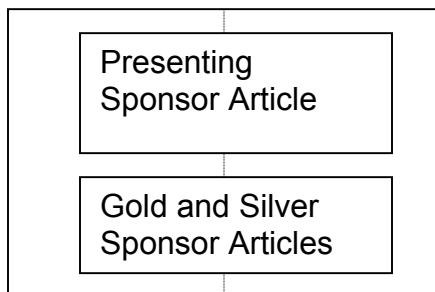 Presenting
Sponsor Article
Gold and Silver
Sponsor Articles